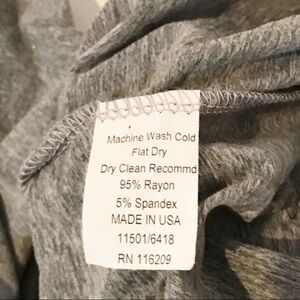 Machine Wash Cold
Flat Dry
Dry Clean Recommd
95% Rayon
5% Spandex
MADE IN USA
11501/6418
RN 116209